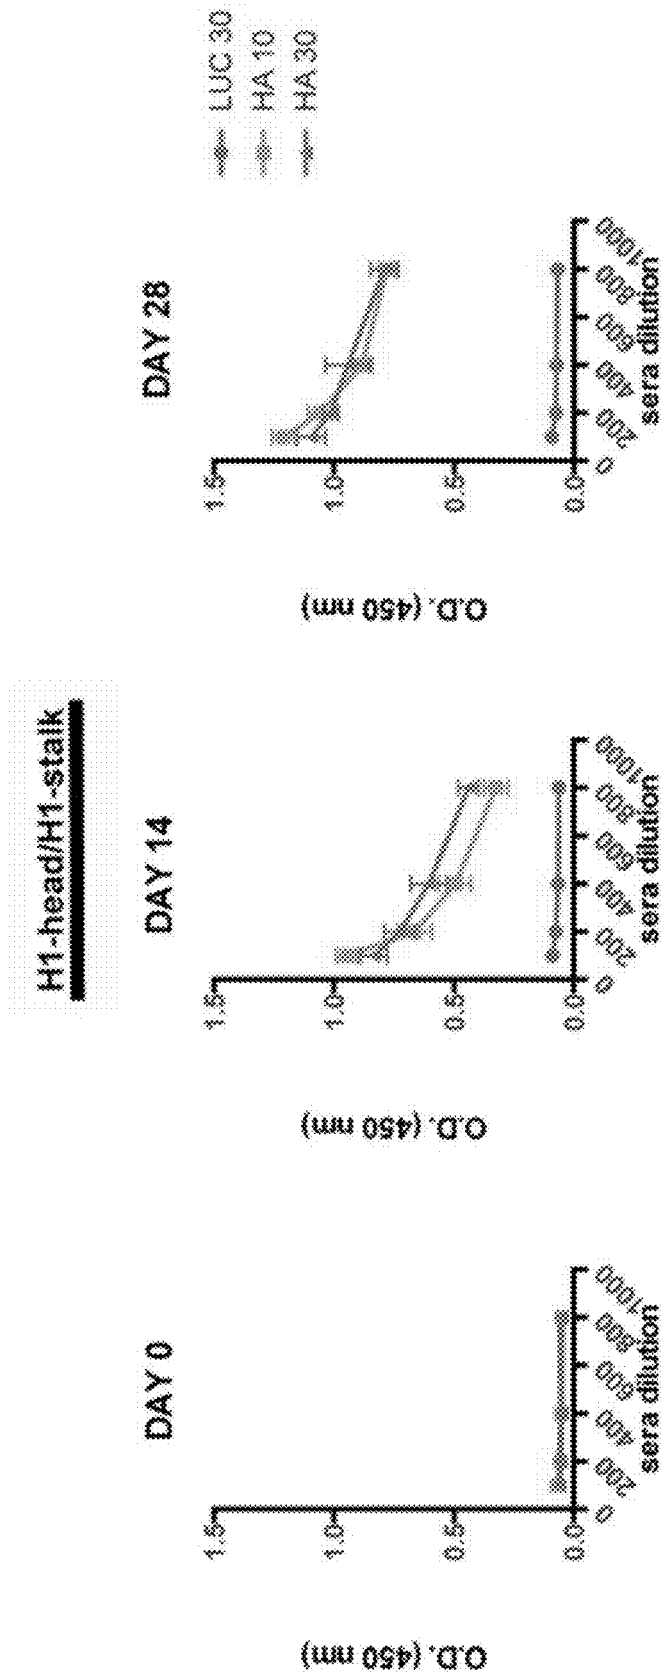 H1-head/H1-stalk
DAY 0
O.D. (450 nm)
1.5
1.0
0.5
0.0
0
200
400
600
800
1000
sera dilution
DAY 14
O.D. (450 nm)
1.5
1.0
0.5
0.0
0
200
400
600
800
1000
sera dilution
DAY 28
O.D. (450 nm)
1.5
1.0
0.5
0.0
0
200
400
600
800
1000
sera dilution
LUC 30
HA 10
HA 30